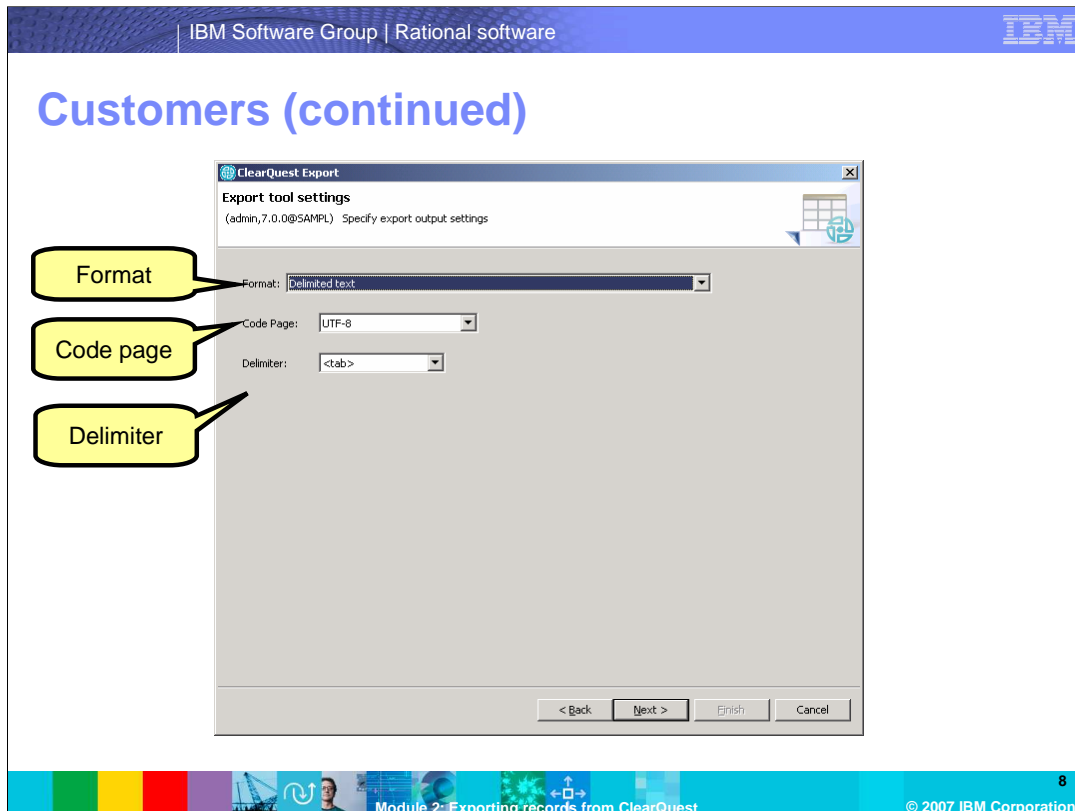 IBM Software Group | Rational software
IBM
Customers (continued)
ClearQuest Export
Export tool settings
(admin,7.0.0@SAMPL) Specify export output settings
Format
Format: Delimited text
Code page
Code Page: UTF-8
Delimiter: <tab>
Delimiter
< Back
Next >
Finish
Cancel
8
Module 2: Exporting records from ClearQuest
© 2007 IBM Corporation